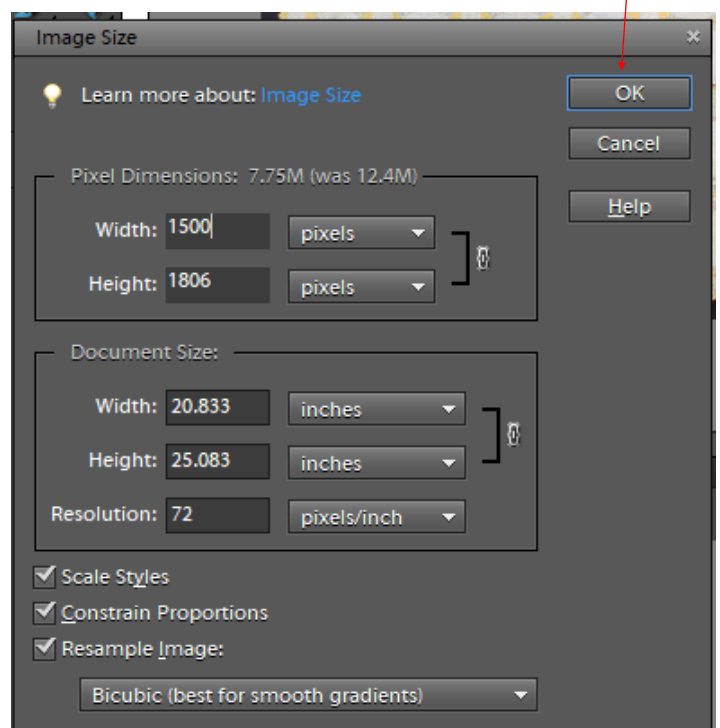 Image Size
Learn more about: Image Size
OK
Cancel
Help
Pixel Dimensions: 7.75M (was 12.4M)
Width: 1500 pixels
Height: 1806 pixels
Document Size:
Width: 20.833 inches
Height: 25.083 inches
Resolution: 72 pixels/inch
Scale Styles
Constrain Proportions
Resample Image:
Bicubic (best for smooth gradients)